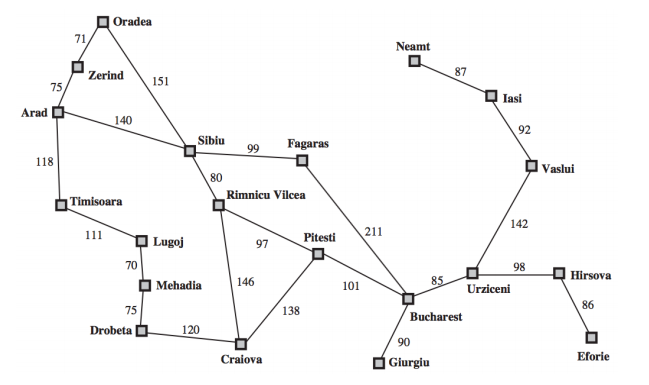 Oradea
71
Neamt
Zerind
87
151
75
Iasi
Arad
140
92
Sibiu
Fagaras
99
118
Vaslui
80
Timisoara
Rimnicu Vilcea
142
111
211
Lugoj
97
Pitesti
70
98
Hirsova
85
Mehadia
146
101
Urziceni
86
75
138
Bucharest
Drobeta
120
90
Craiova
Giurgiu
Eforie